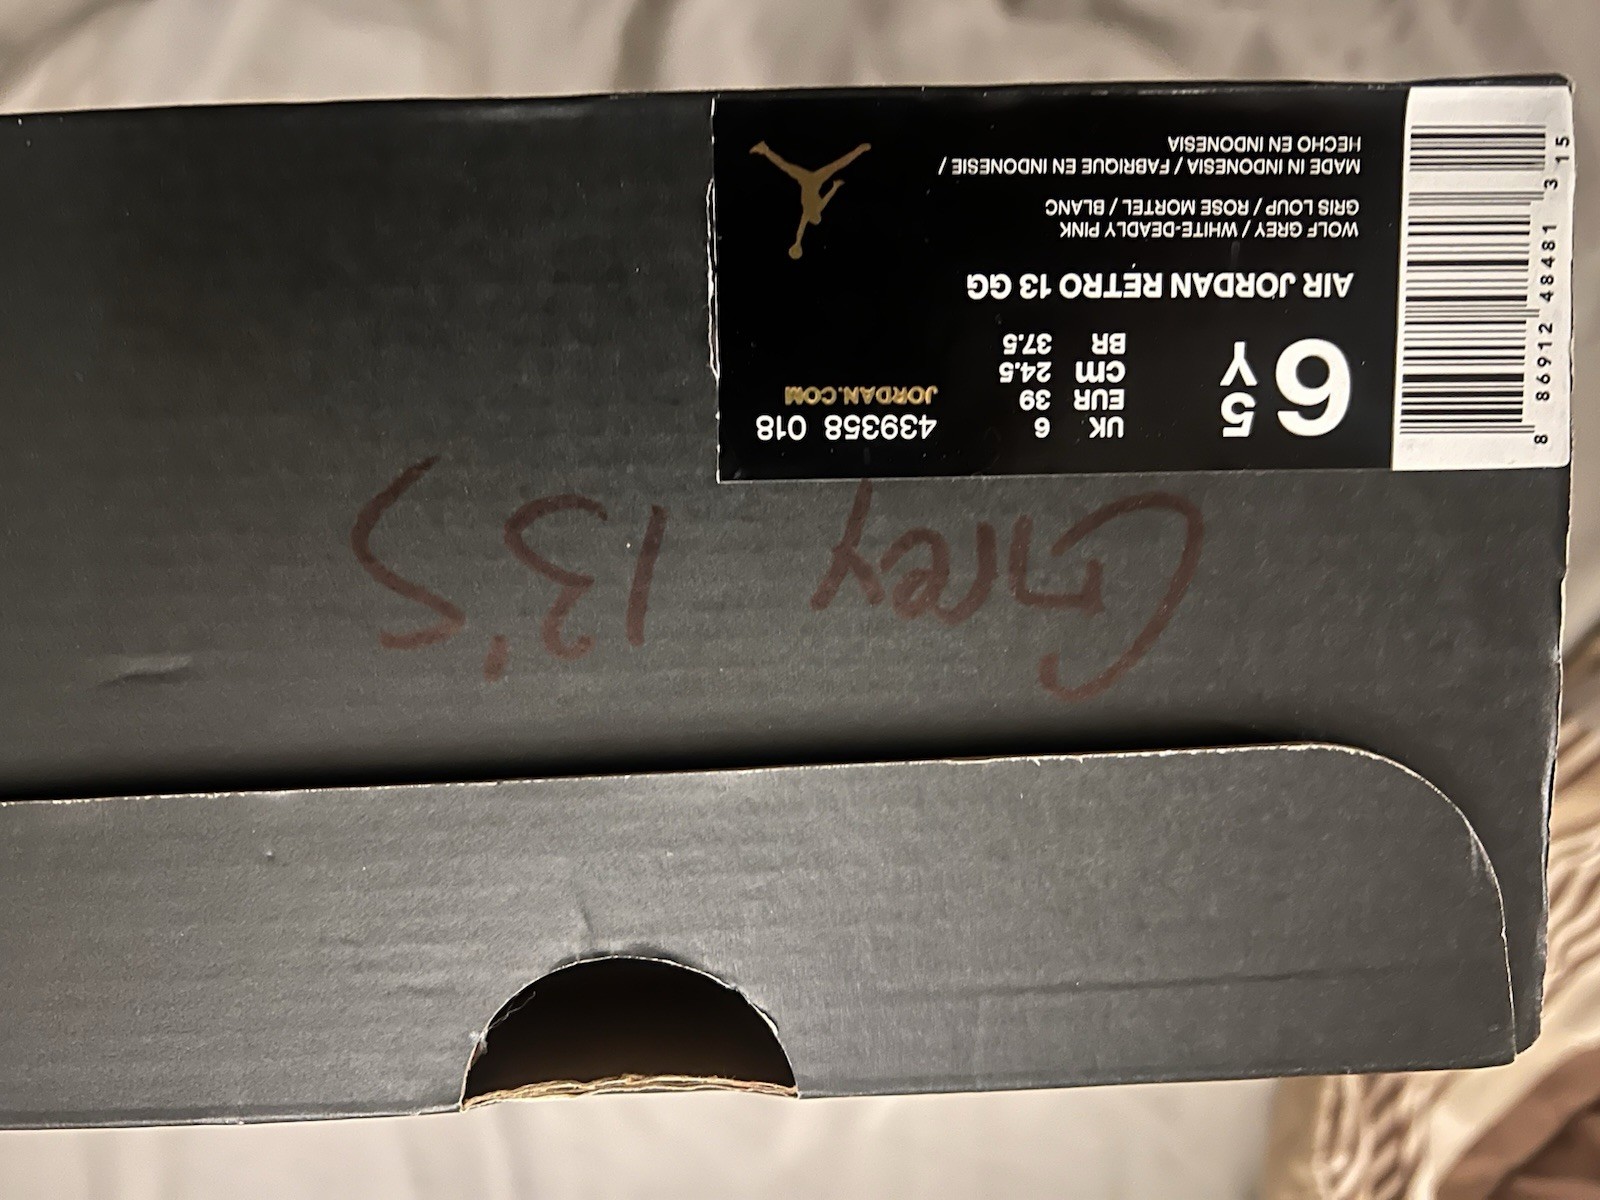 Grey 13's
6 5 Y
UK 6
EUR 39
cm 24.5
BR 37.5
439358 018
JORDAN.COM
AIR JORDAN RETRO 13 GG
WOLF GREY / WHITE-DEADLY PINK
GRIS LOUP / ROSE MORTEL / BLANC
MADE IN INDONESIA / FABRIQUE EN INDONESIE /
HECHO EN INDONESIA
8 86912 48481 3 15